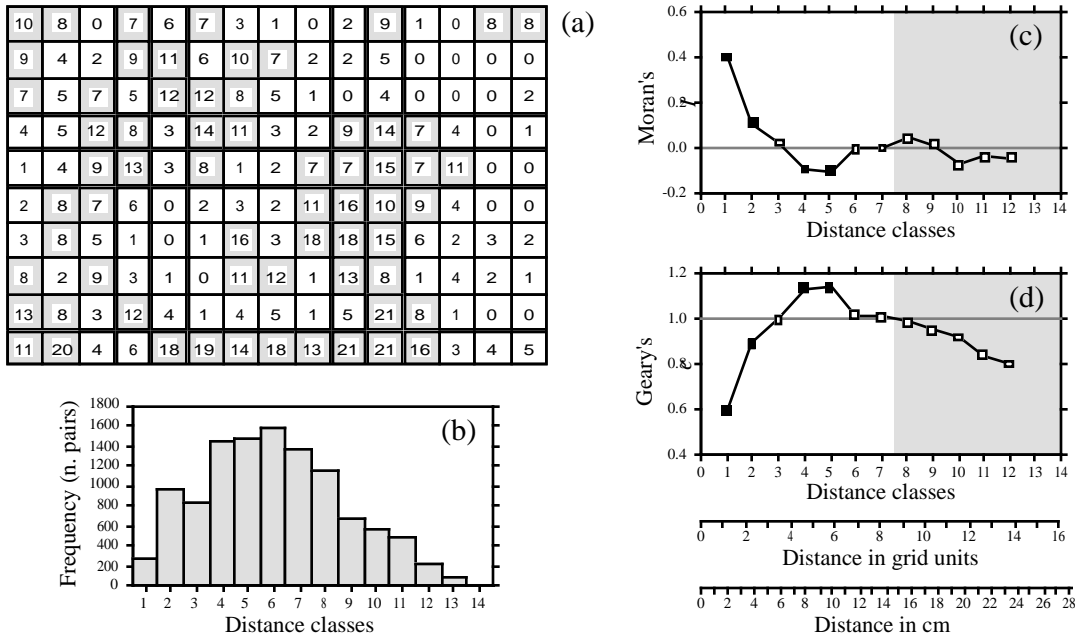 10 8 0 7 6 7 3 1 0 2 9 1 0 8 8
(a)
9 4 2 9 11 6 10 7 2 2 5 0 0 0 0
7 5 7 5 12 12 8 5 1 0 4 0 0 0 2
4 5 12 8 3 14 11 3 2 9 14 7 4 0 1
1 4 9 13 3 8 1 2 7 7 15 7 11 0 0
2 8 7 6 0 2 3 2 11 16 10 9 4 0 0
3 8 5 1 0 1 16 3 18 18 15 6 2 3 2
8 2 9 3 1 0 11 12 1 13 8 1 4 2 1
13 8 3 12 4 1 4 5 1 5 21 8 1 0 0
11 20 4 6 18 19 14 18 13 21 21 16 3 4 5
(b)
Frequency (n. pairs)
1800
1600
1400
1200
1000
800
600
400
200
0
1 2 3 4 5 6 7 8 9 10 11 12 13 14
Distance classes
(c)
Moran's
0.4
0.2
0.0
-0.2
0 1 2 3 4 5 6 7 8 9 10 11 12 13 14
Distance classes
(d)
Geary's
1.2
1.0
0.8
0.6
0.4
0 1 2 3 4 5 6 7 8 9 10 11 12 13 14
Distance classes
0 2 4 6 8 10 12 14 16
Distance in grid units
0 2 4 6 8 10 12 14 16 18 20 22 24 26 28
Distance in cm